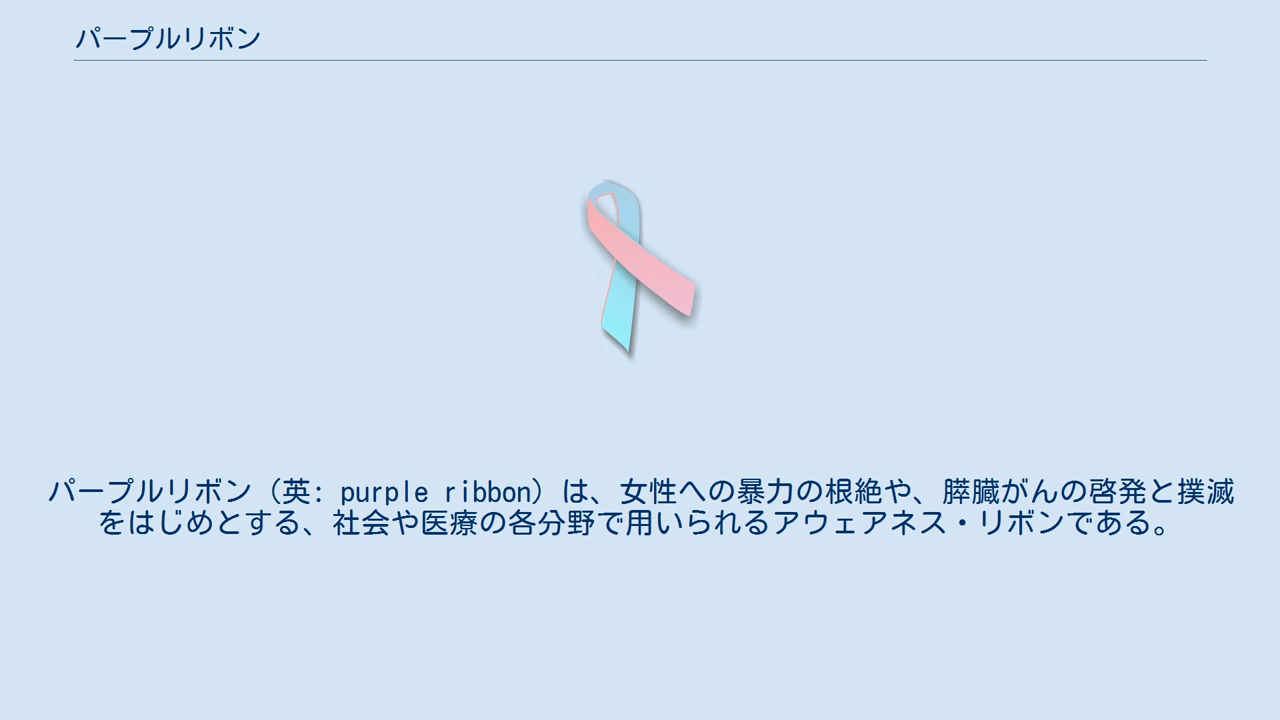 パープルリボン
パープルリボン（英: purple ribbon）は、女性への暴力の根絶や、膵臓がんの啓発と撲滅
をはじめとする、社会や医療の各分野で用いられるアウェアネス・リボンである。